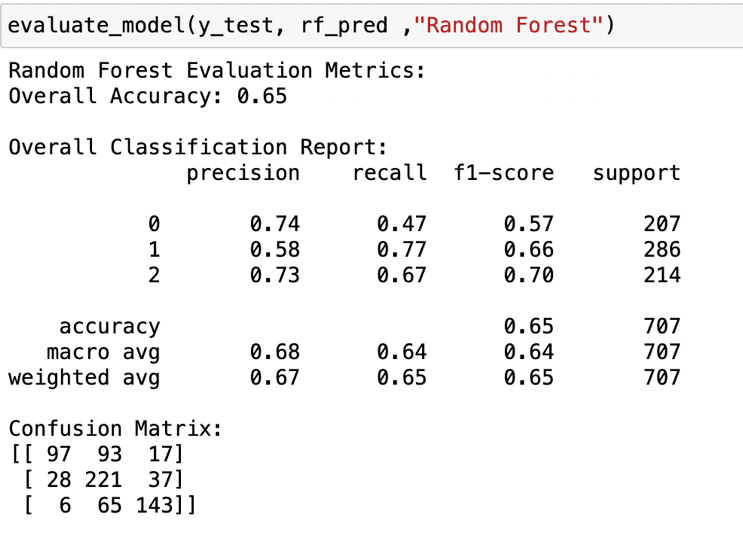 evaluate_model(y_test, rf_pred ,"Random Forest")
Random Forest Evaluation Metrics:
Overall Accuracy: 0.65
Overall Classification Report:
precision recall f1-score support
0 0.74 0.47 0.57 207
1 0.58 0.77 0.66 286
2 0.73 0.67 0.70 214
accuracy 0.65 707
macro avg 0.68 0.64 0.64 707
weighted avg 0.67 0.65 0.65 707
Confusion Matrix:
[[ 97 93 17]
[ 28 221 37]
[ 6 65 143]]